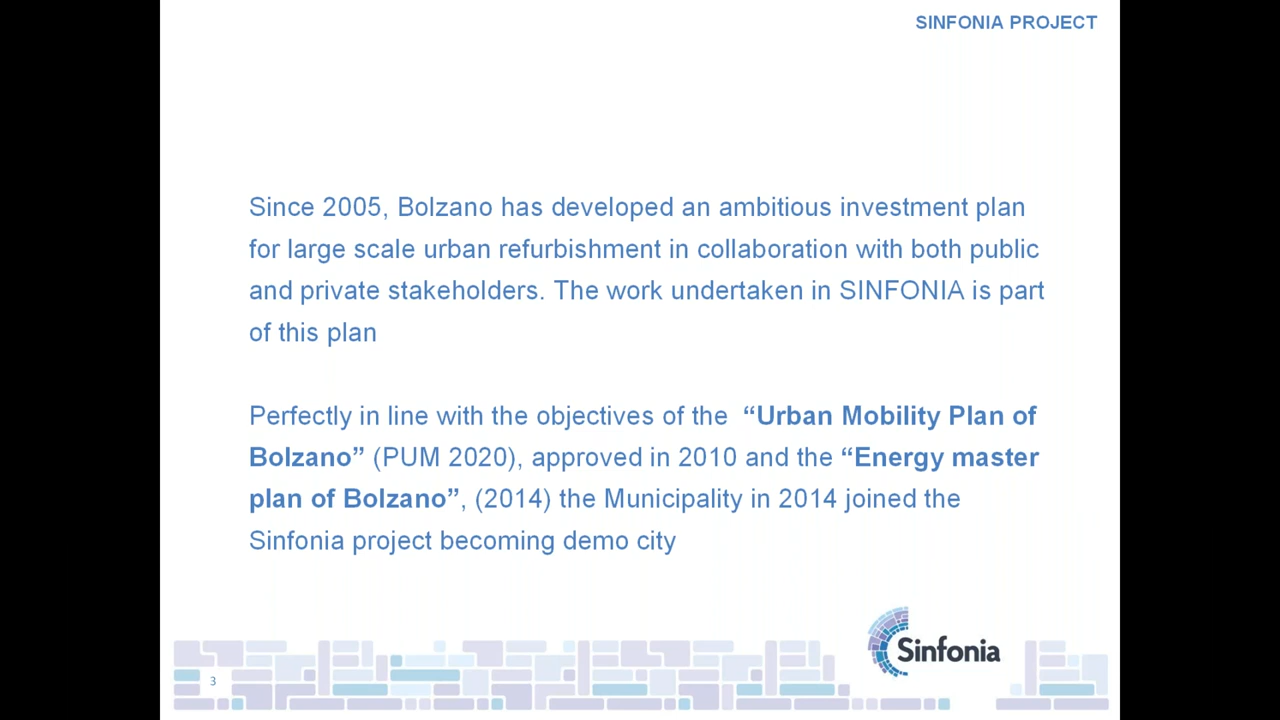 SINFONIA PROJECT
Since 2005, Bolzano has developed an ambitious investment plan
for large scale urban refurbishment in collaboration with both public
and private stakeholders. The work undertaken in SINFONIA is part
of this plan
Perfectly in line with the objectives of the “Urban Mobility Plan of
Bolzano” (PUM 2020), approved in 2010 and the “Energy master
plan of Bolzano”, (2014) the Municipality in 2014 joined the
Sinfonia project becoming demo city
Sinfonia
3